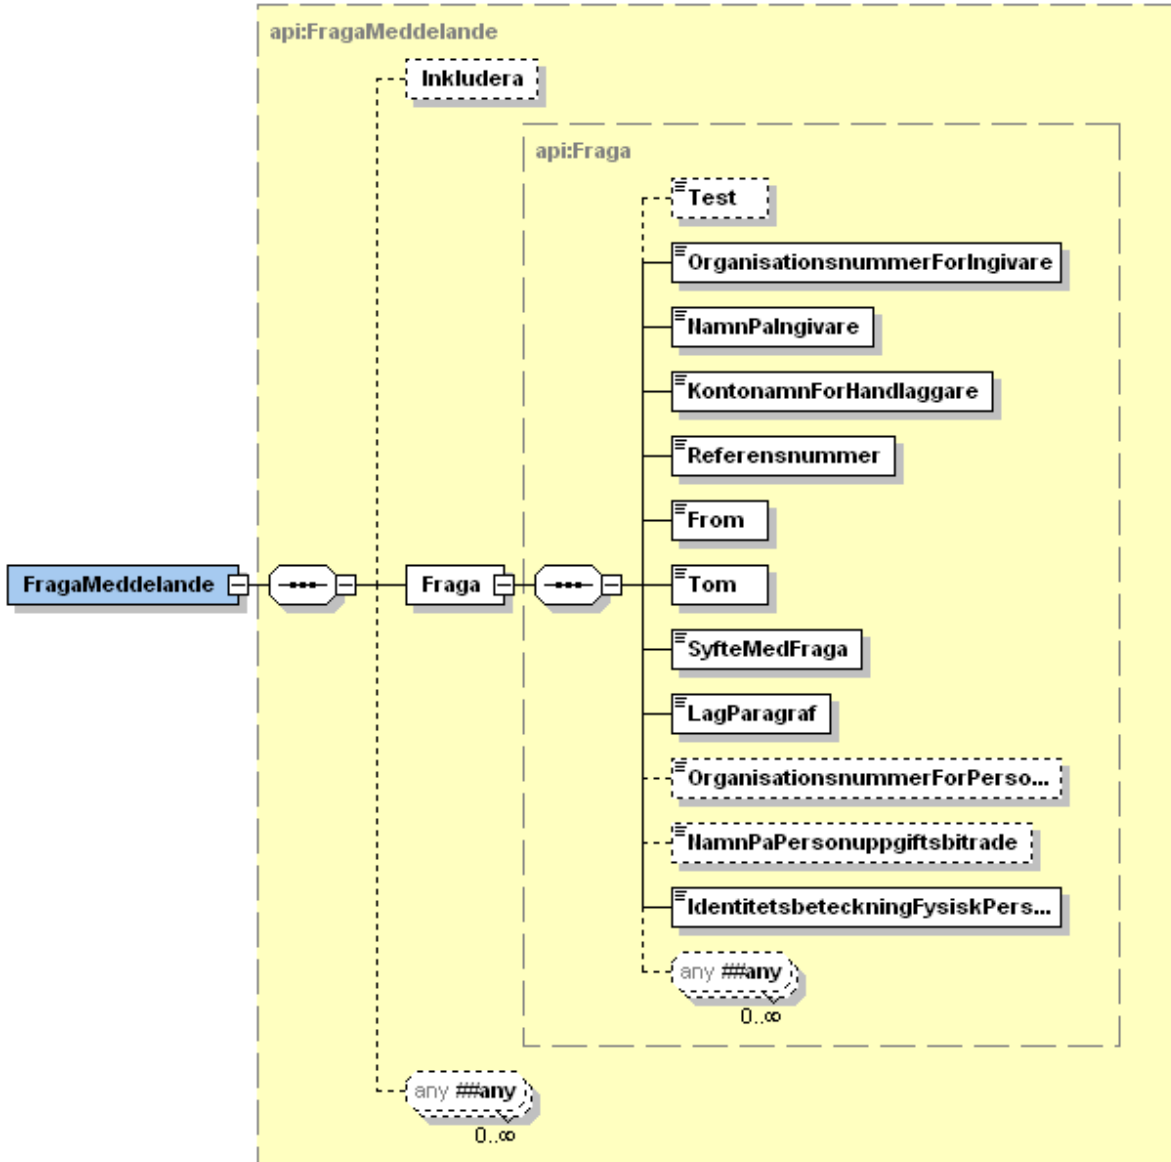 api:FragaMeddelande
Inkludera
api:Fraga
Test
OrganisationsnummerForIngivare
NamnPaIngivare
KontonamnForHandlaggare
Referensnummer
From
FragaMeddelande
Fraga
Tom
SyfteMedFraga
LagParagraf
OrganisationsnummerForPerso...
NamnPaPersonuppgiftsbitrade
IdentitetsbeteckningFysiskPers...
any ##any
0..∞
any ##any
0..∞